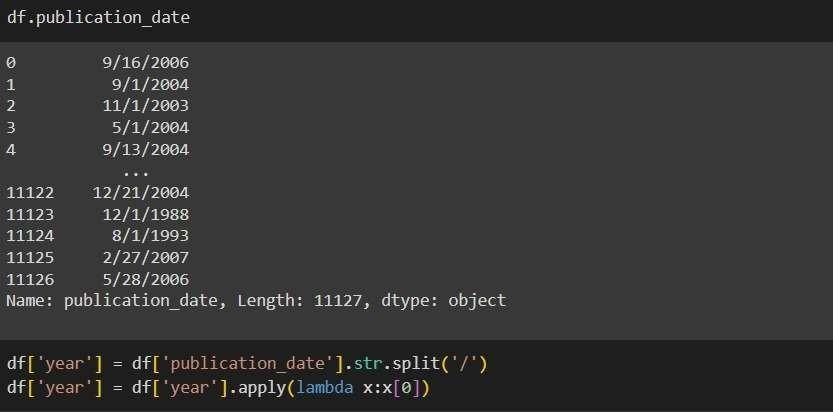 df.publication_date
0 9/16/2006
1 9/1/2004
2 11/1/2003
3 5/1/2004
4 9/13/2004
...
11122 12/21/2004
11123 12/1/1988
11124 8/1/1993
11125 2/27/2007
11126 5/28/2006
Name: publication_date, Length: 11127, dtype: object
df['year'] = df['publication_date'].str.split('/')
df['year'] = df['year'].apply(lambda x:x[0])